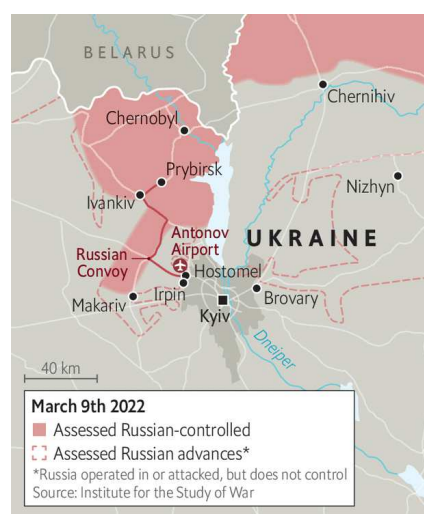 BELARUS
Chernobyl
Chernihiv
Prybirsk
Nizhyn
Ivankiv
Antonov
Airport
UKRAINE
Russian
Convoy
Hostomel
Makariv
Irpin
Brovary
Kyiv
Dneiper
40 km
March 9th 2022
Assessed Russian-controlled
Assessed Russian advances*
*Russia operated in or attacked, but does not control
Source: Institute for the Study of War